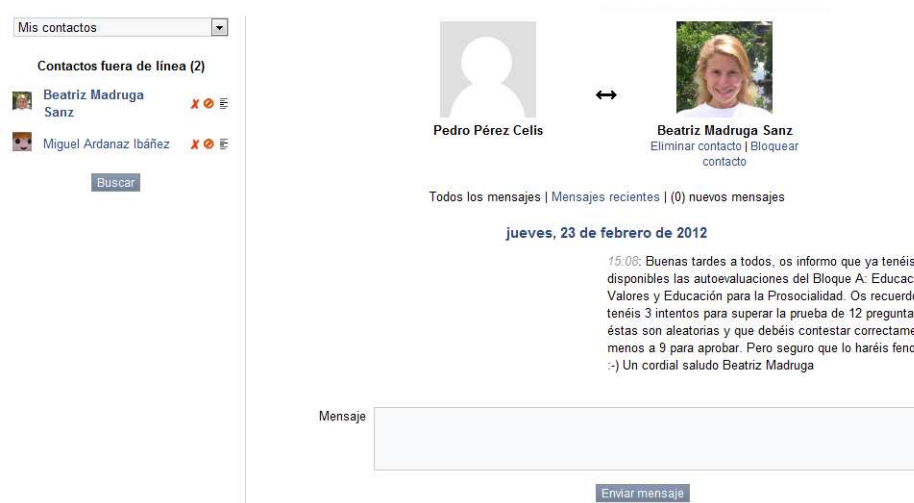 Mis contactos
Contactos fuera de línea (2)
Beatriz Madruga
Sanz
Miguel Ardanaz Ibáñez
Buscar
Pedro Pérez Celis
Beatriz Madruga Sanz
Eliminar contacto | Bloquear
contacto
Todos los mensajes | Mensajes recientes | (0) nuevos mensajes
jueves, 23 de febrero de 2012
15:08: Buenas tardes a todos, os informo que ya tenéis
disponibles las autoevaluaciones del Bloque A: Educac
Valores y Educación para la Prosocialidad. Os recuerd
tenéis 3 intentos para superar la prueba de 12 pregunta
éstas son aleatorias y que debéis contestar correctame
menos a 9 para aprobar. Pero seguro que lo haréis feno
:-) Un cordial saludo Beatriz Madruga
Mensaje
Enviar mensaje